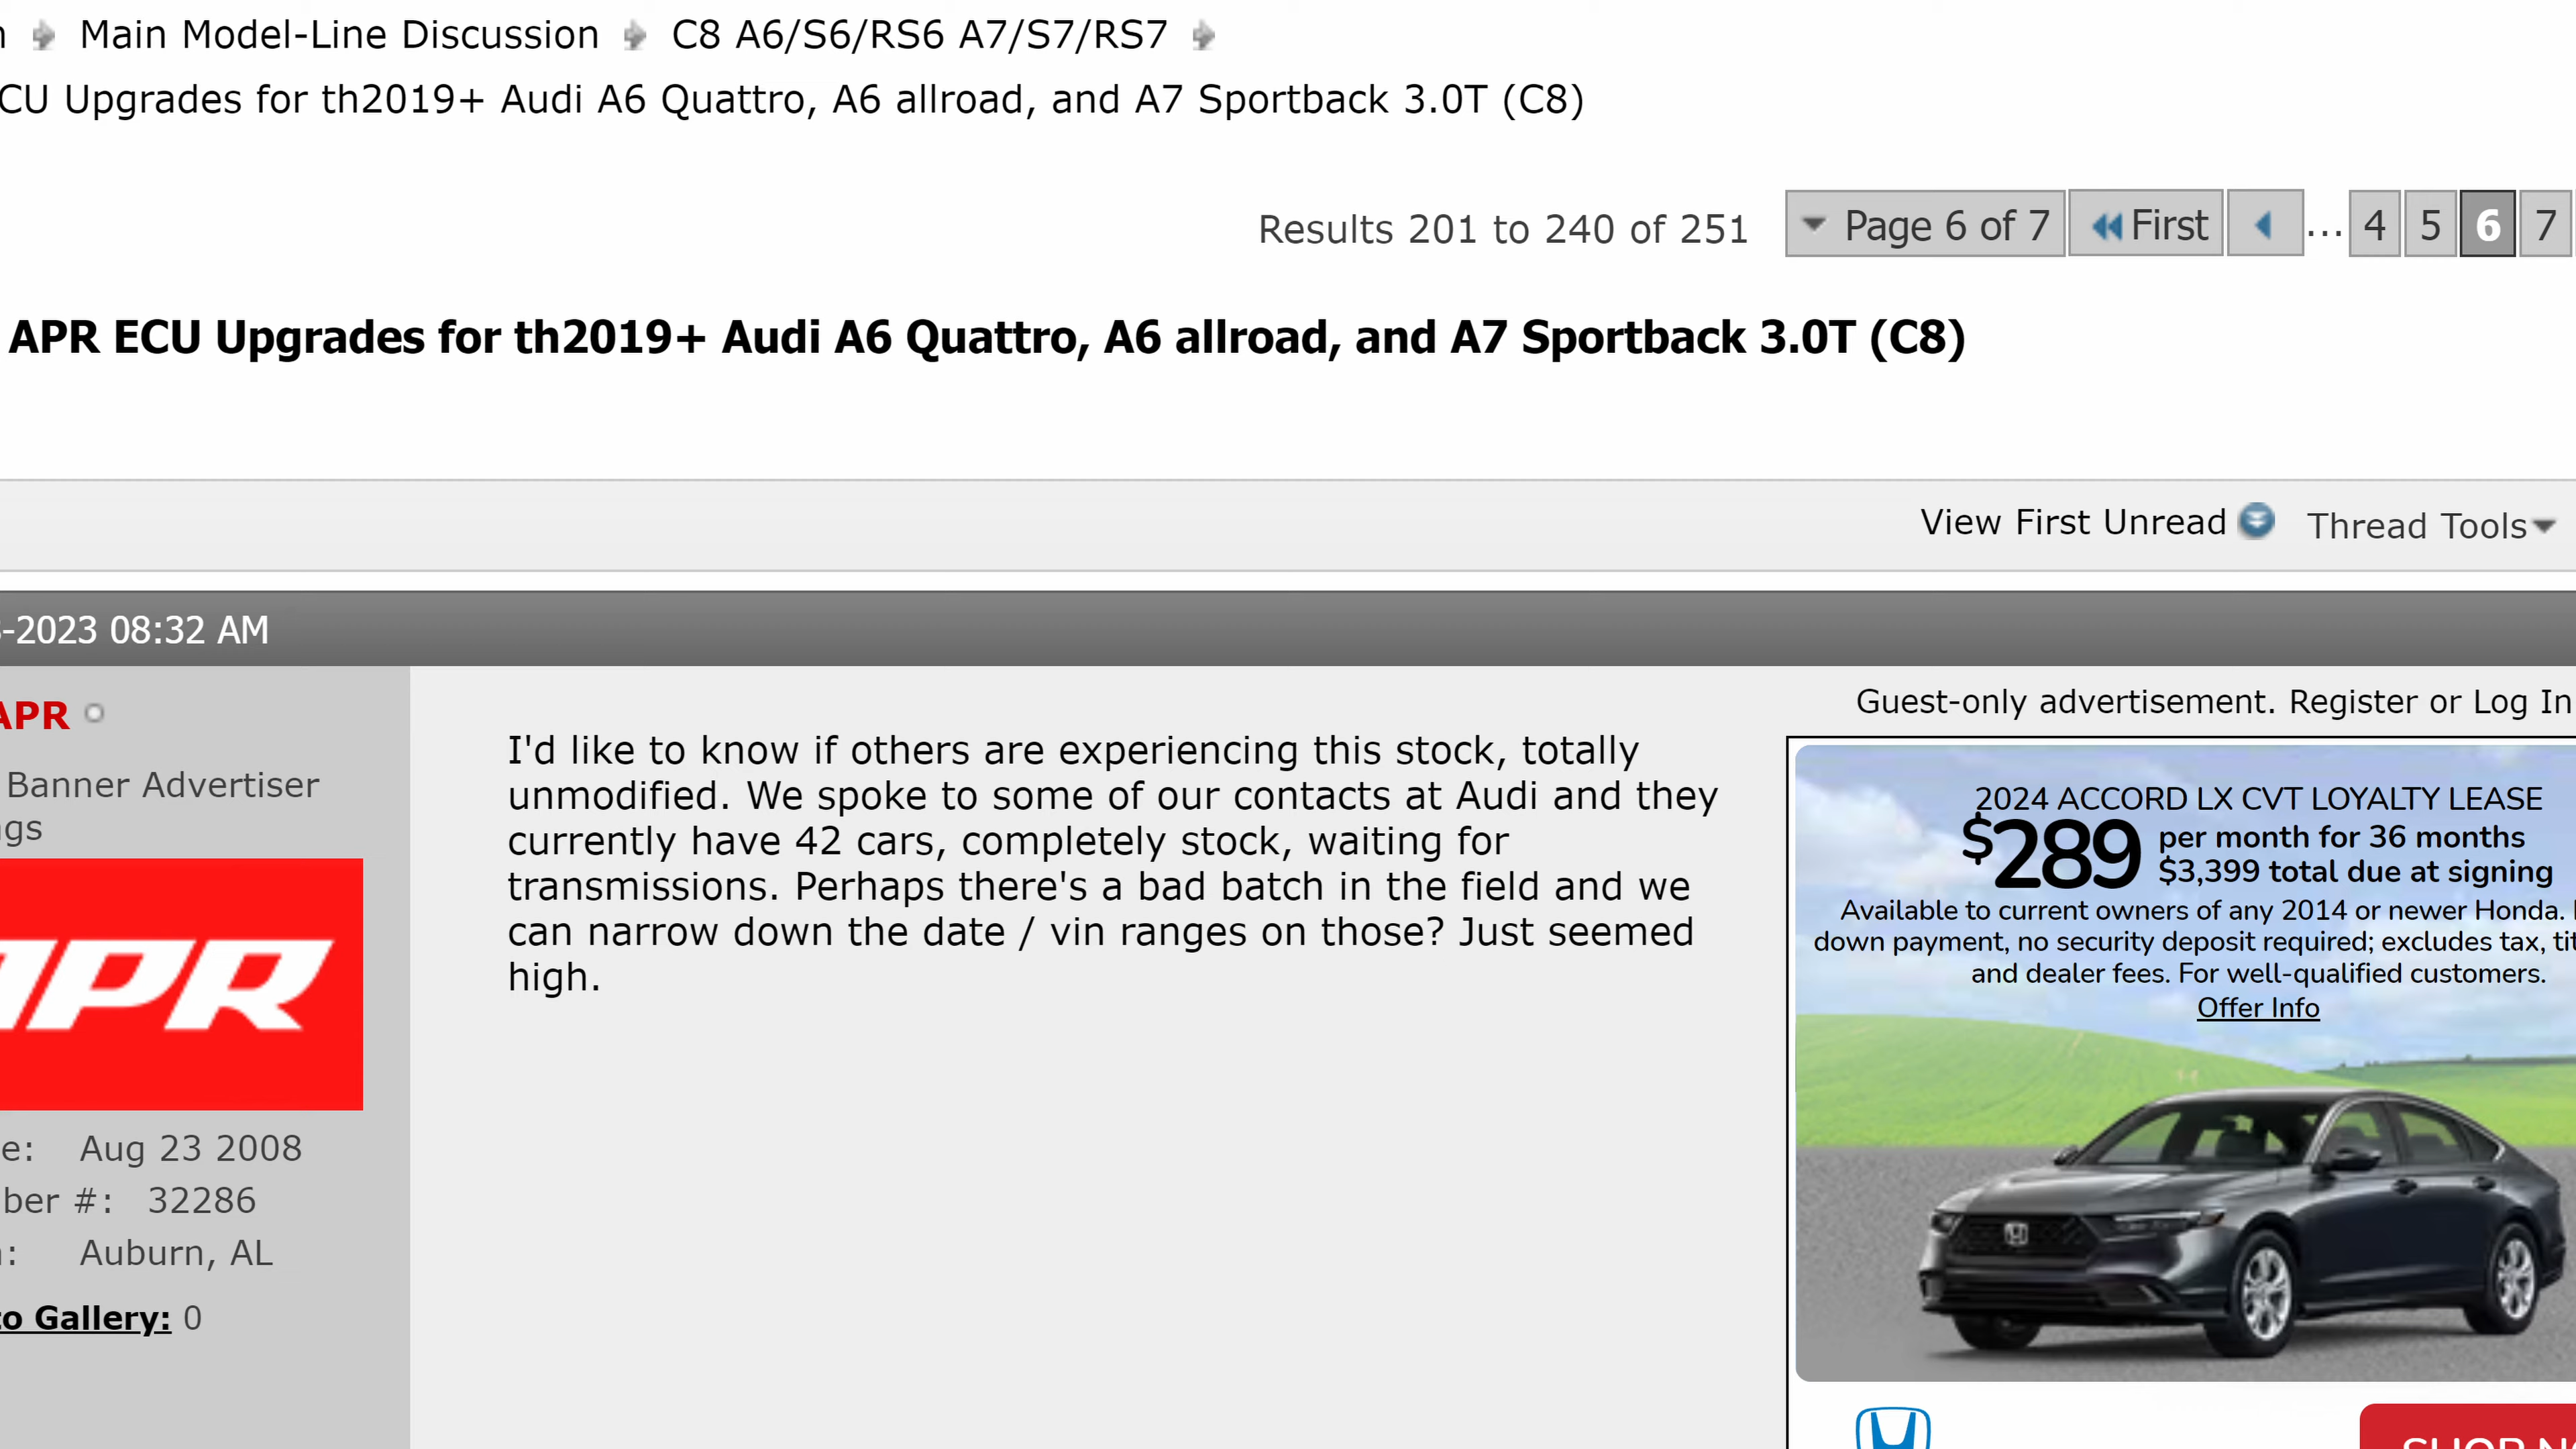 Main Model-Line Discussion C8 A6/S6/RS6 A7/S7/RS7
CU Upgrades for th2019+ Audi A6 Quattro, A6 allroad, and A7 Sportback 3.0T (C8)
Results 201 to 240 of 251 Page 6 of 7 First ... 4 5 6 7
APR ECU Upgrades for th2019+ Audi A6 Quattro, A6 allroad, and A7 Sportback 3.0T (C8)
View First Unread Thread Tools
-2023 08:32 AM
APR
Banner Advertiser
gs
APR
e: Aug 23 2008
ber #: 32286
: Auburn, AL
to Gallery: 0
I'd like to know if others are experiencing this stock, totally
unmodified. We spoke to some of our contacts at Audi and they
currently have 42 cars, completely stock, waiting for
transmissions. Perhaps there's a bad batch in the field and we
can narrow down the date / vin ranges on those? Just seemed
high.
Guest-only advertisement. Register or Log In
2024 ACCORD LX CVT LOYALTY LEASE
$289 per month for 36 months
$3,399 total due at signing
Available to current owners of any 2014 or newer Honda.
down payment, no security deposit required; excludes tax, tit
and dealer fees. For well-qualified customers.
Offer Info
SHOP N